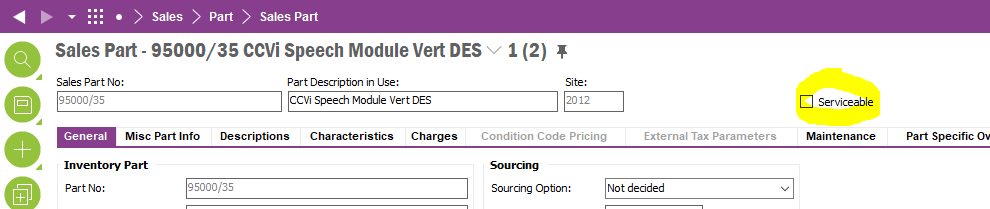 Sales Part Sales Part
Sales Part - 95000/35 CCVi Speech Module Vert DES 1 (2)
Sales Part No: Part Description in Use: Site:
95000/35 CCVi Speech Module Vert DES 2012 Serviceable
General Misc Part Info Descriptions Characteristics Charges Condition Code Pricing External Tax Parameters Maintenance Part Specific Ov
Inventory Part Sourcing
Part No: 95000/35 Sourcing Option: Not decided